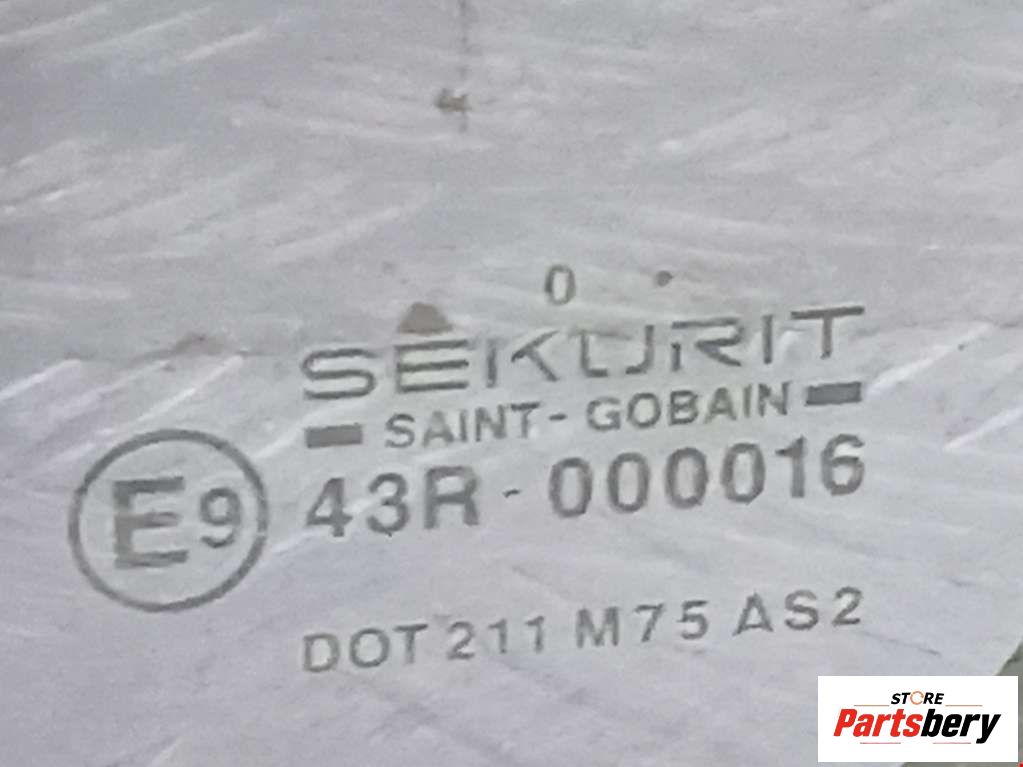 0
SEKURIT
SAINT-GOBAIN
E9 43R-000016
DOT 211 M75 AS2
STORE
Partsbery